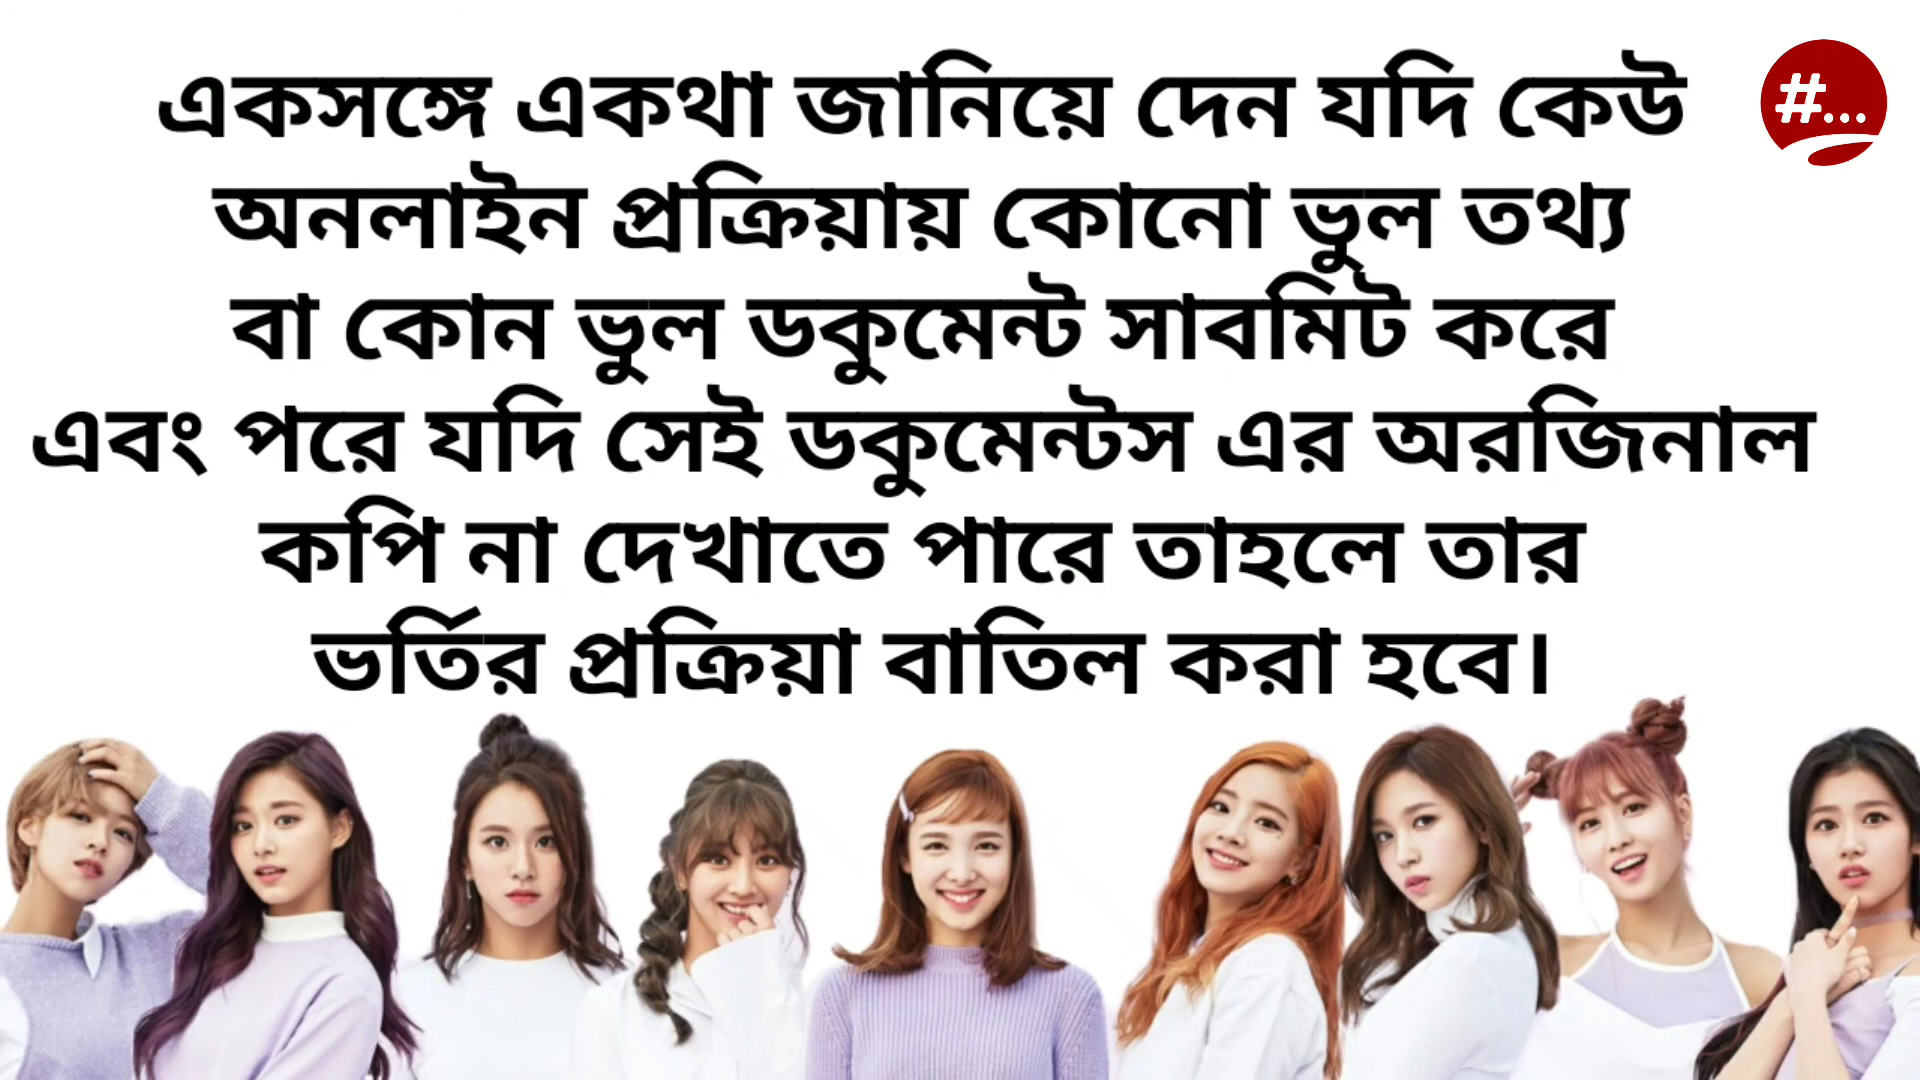 একসঙ্গে একথা জানিয়ে দেন যদি কেউ
অনলাইন প্রক্রিয়ায় কোনো ভুল তথ্য
বা কোন ভুল ডকুমেন্ট সাবমিট করে
এবং পরে যদি সেই ডকুমেন্টস এর অরজিনাল
কপি না দেখাতে পারে তাহলে তার
ভর্তির প্রক্রিয়া বাতিল করা হবে।
#...